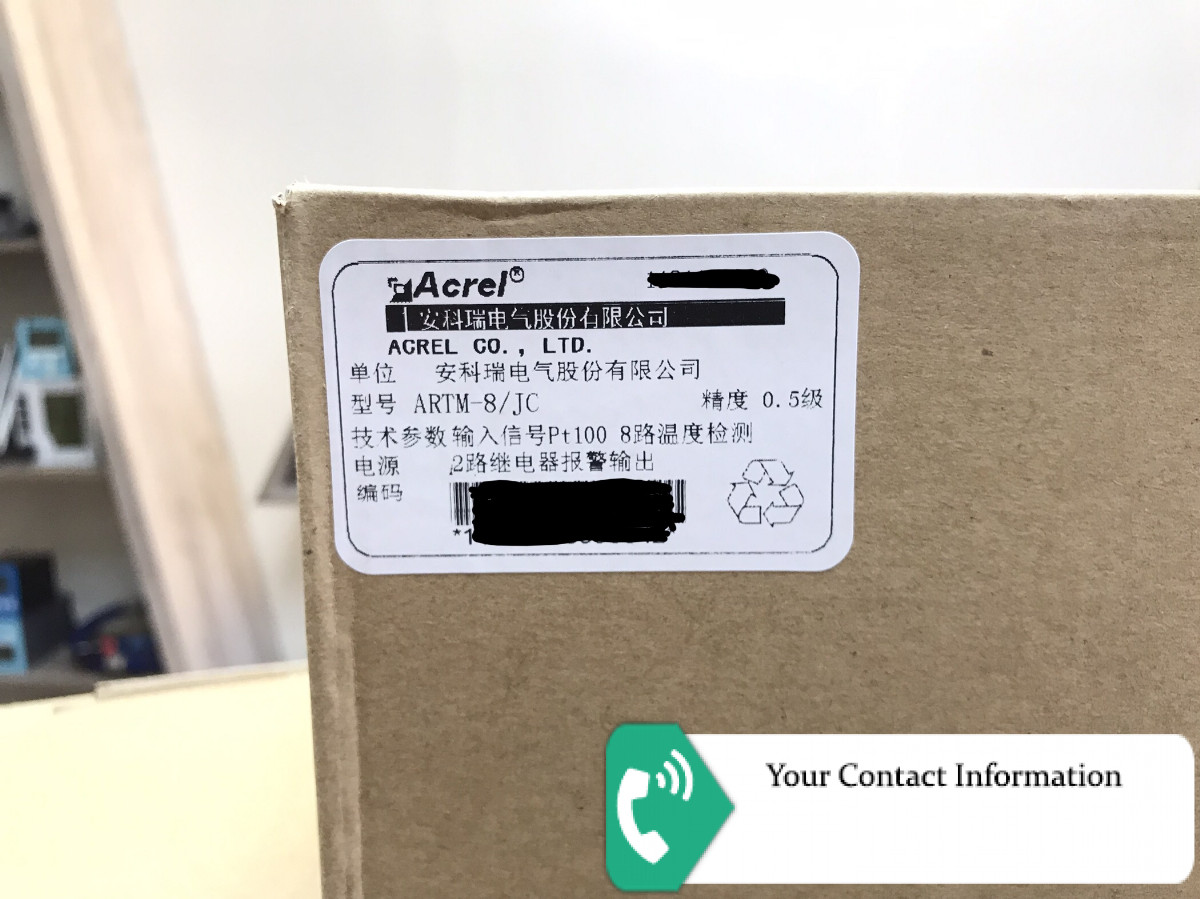 Acrel®
安科瑞电气股份有限公司
ACREL CO., LTD.
单位 安科瑞电气股份有限公司
型号 ARTM-8/JC 精度 0.5级
技术参数 输入信号Pt100 8路温度检测
电源 2路继电器报警输出
编码
*1
Your Contact Information